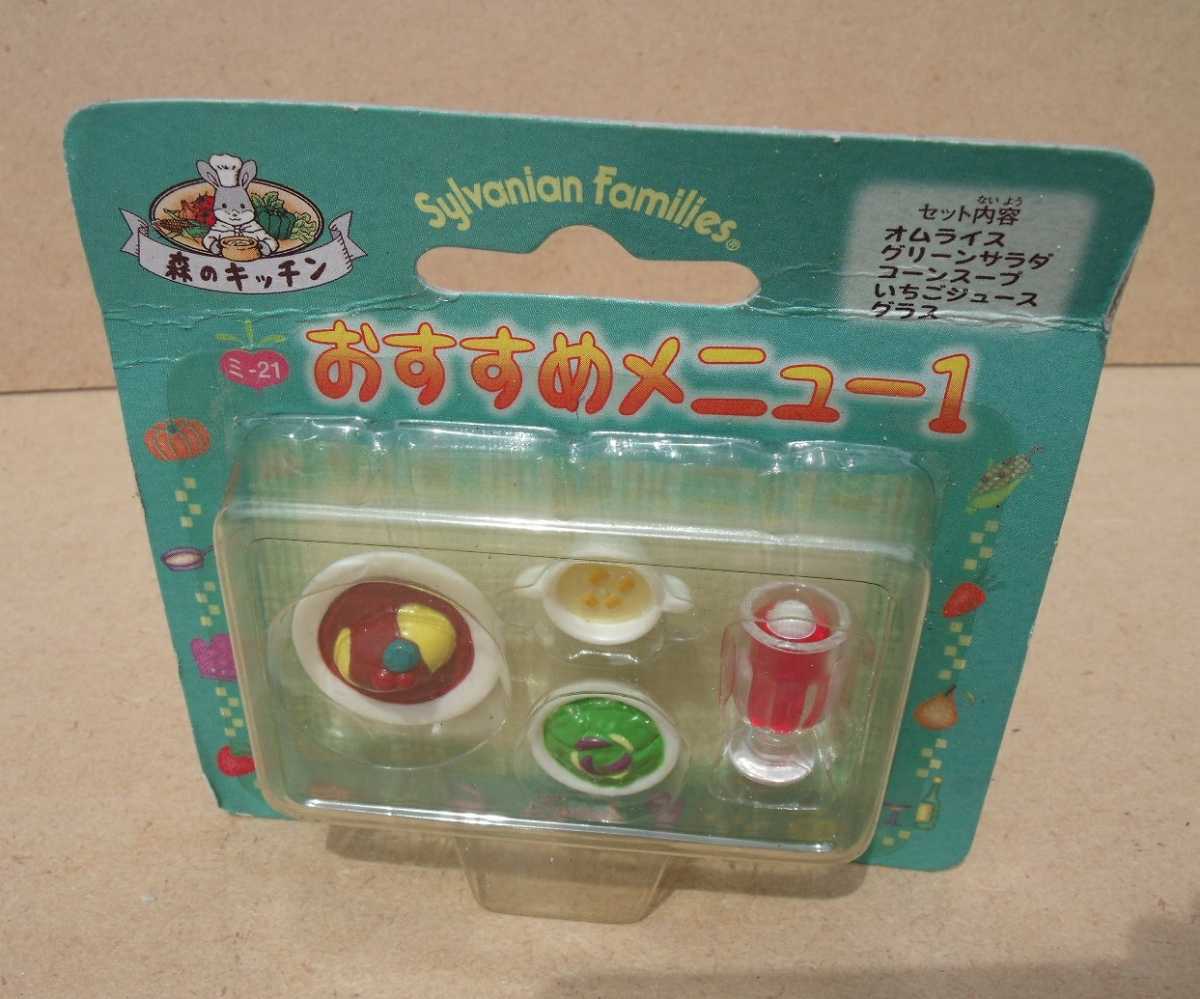 Sylvanian Families®
森のキッチン
ないよう
セット内容
オムライス
グリーンサラダ
コーンスープ
いちごジュース
グラス
ミ-21
おすすめメニュー1